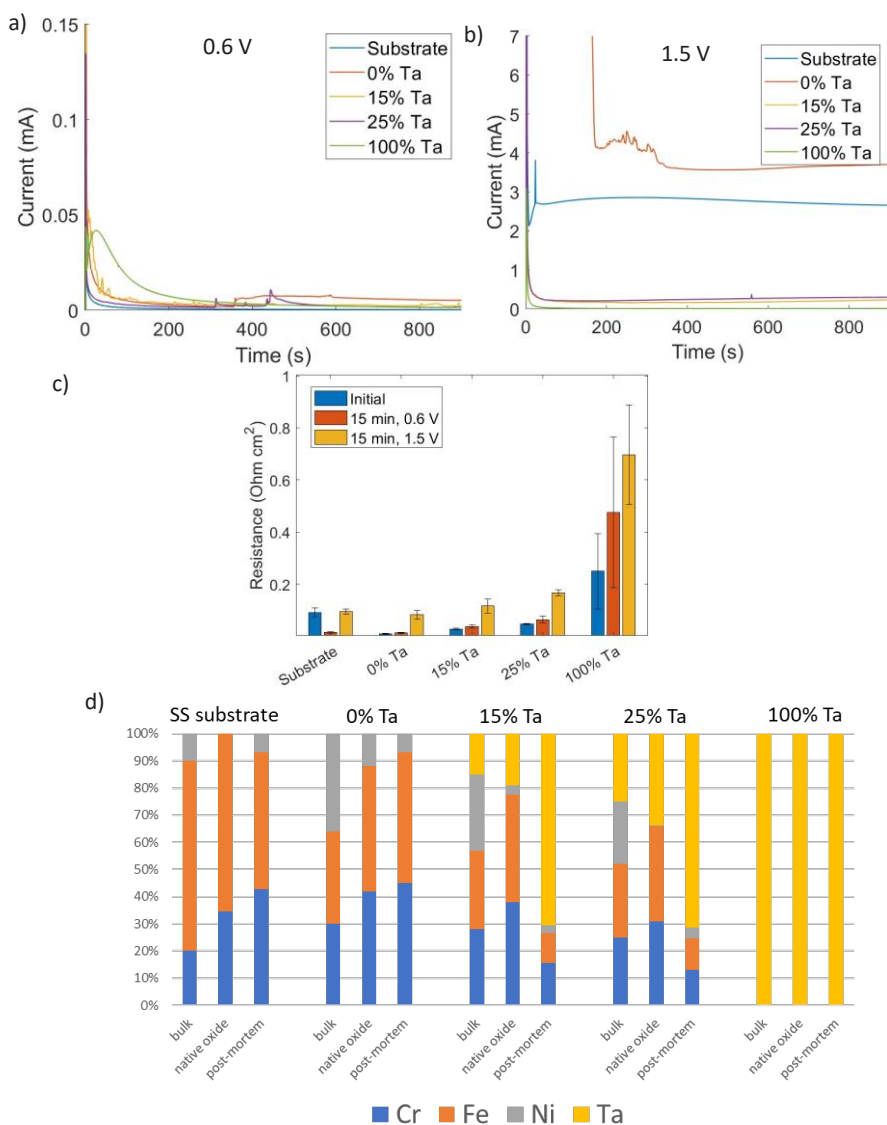 a)
0.6 V
0.15
0.1
0.05
0
Current (mA)
0
200
400
600
800
Time (s)
Substrate
0% Ta
15% Ta
25% Ta
100% Ta
b)
1.5 V
7
6
5
4
3
2
1
0
Current (mA)
0
200
400
600
800
Time (s)
Substrate
0% Ta
15% Ta
25% Ta
100% Ta
c)
1
0.8
0.6
0.4
0.2
Resistance (Ohm cm²)
Initial
15 min, 0.6 V
15 min, 1.5 V
Substrate
0% Ta
15% Ta
25% Ta
100% Ta
d)
SS substrate
0% Ta
15% Ta
25% Ta
100% Ta
100%
90%
80%
70%
60%
50%
40%
30%
20%
10%
0%
bulk
native oxide
post-mortem
bulk
native oxide
post-mortem
bulk
native oxide
post-mortem
bulk
native oxide
post-mortem
bulk
native oxide
post-mortem
Cr Fe Ni Ta